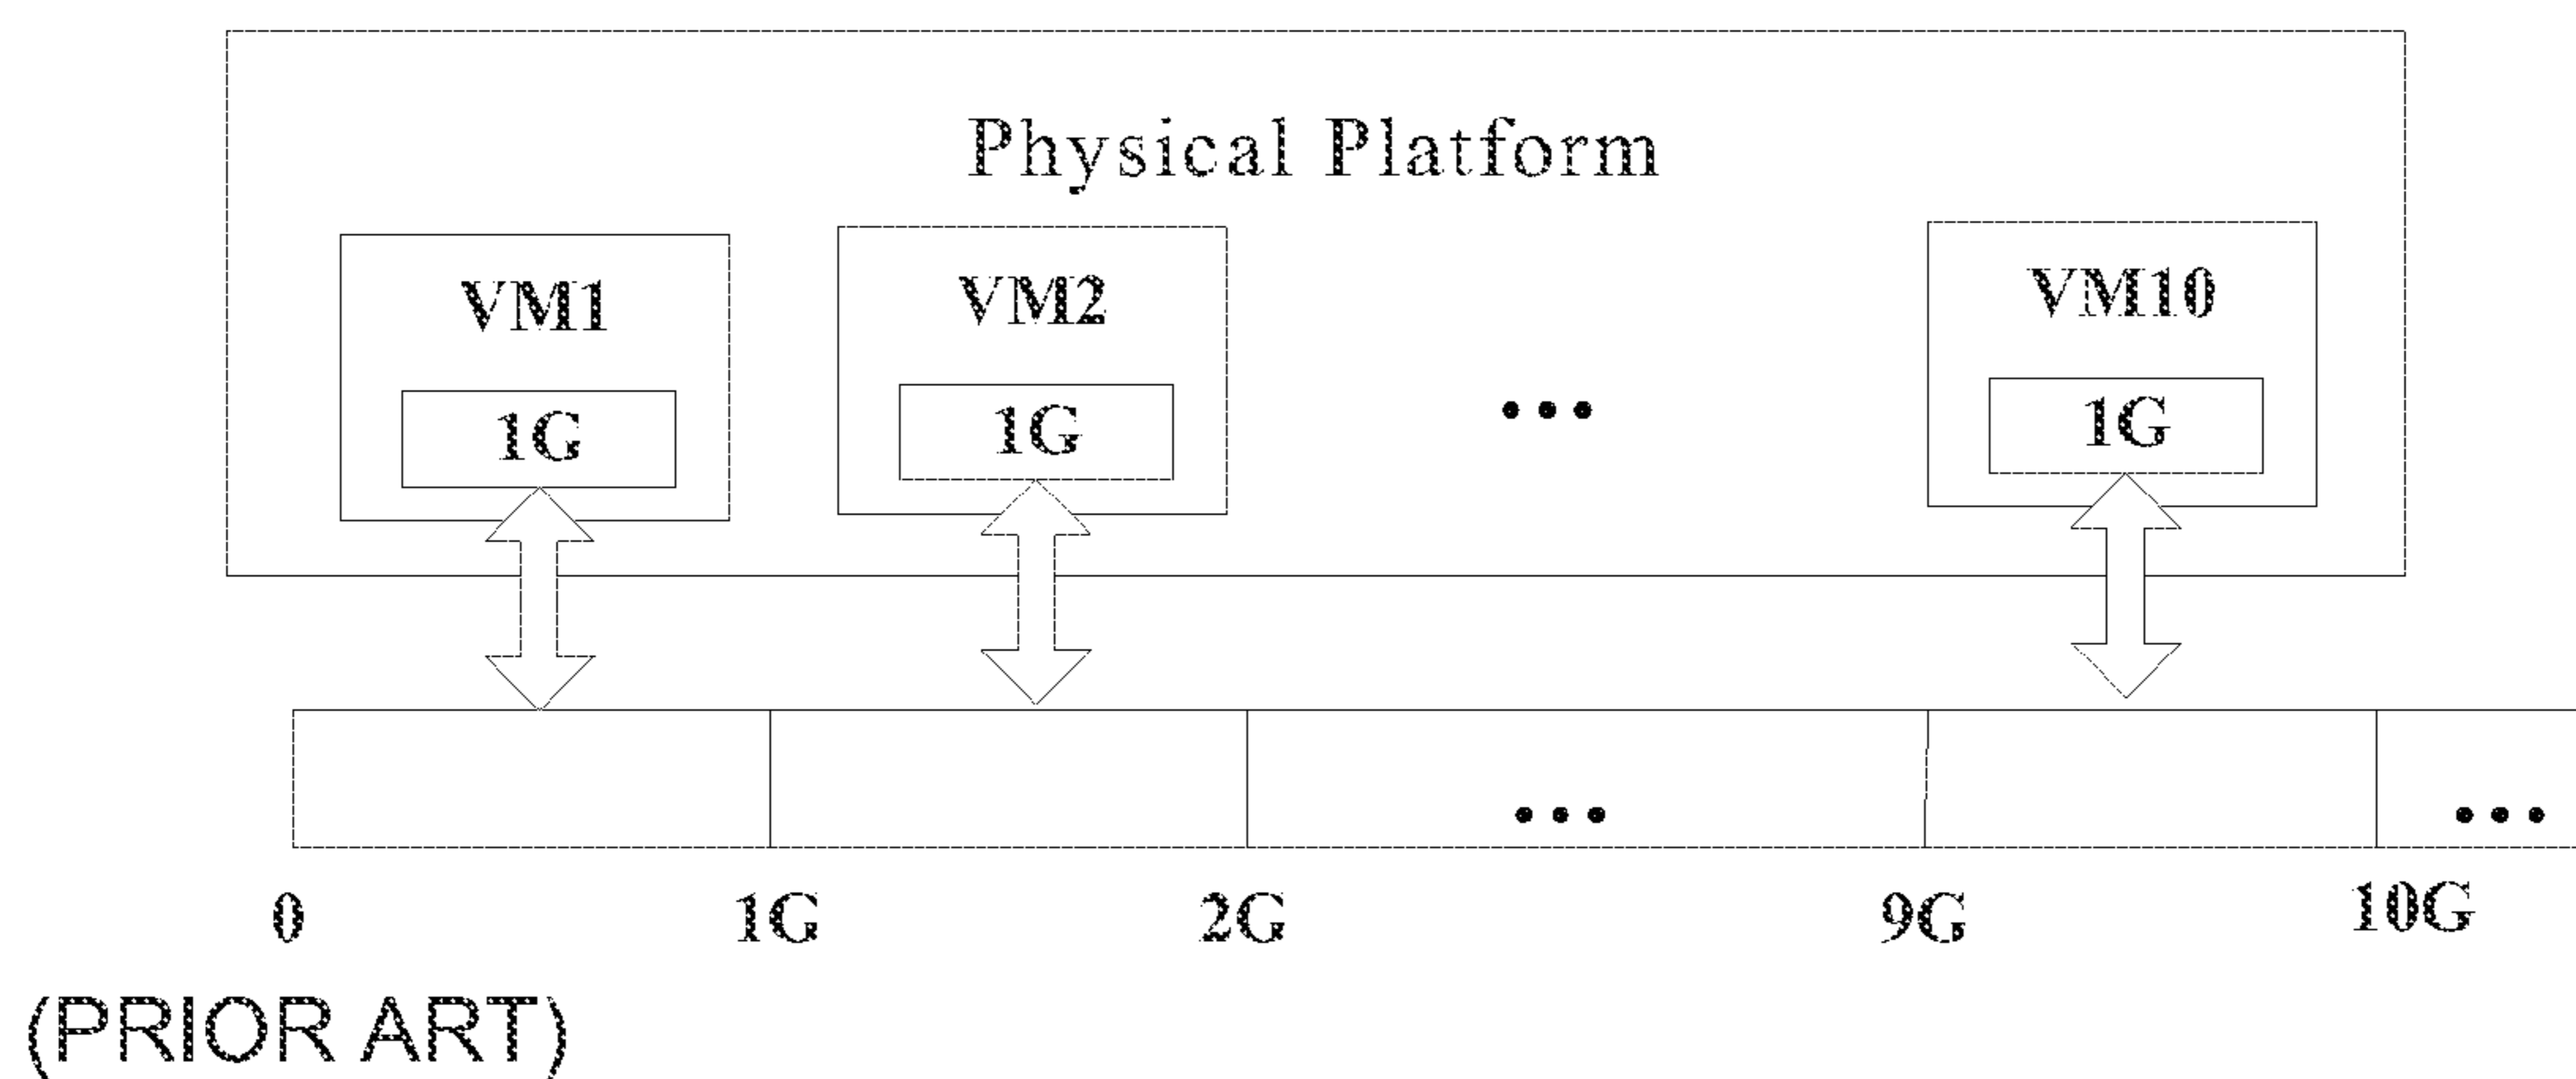 Physical Platform
VM1 VM2 VM10
1G 1G ••• 1G
••• •••
0 1G 2G 9G 10G
(PRIOR ART)